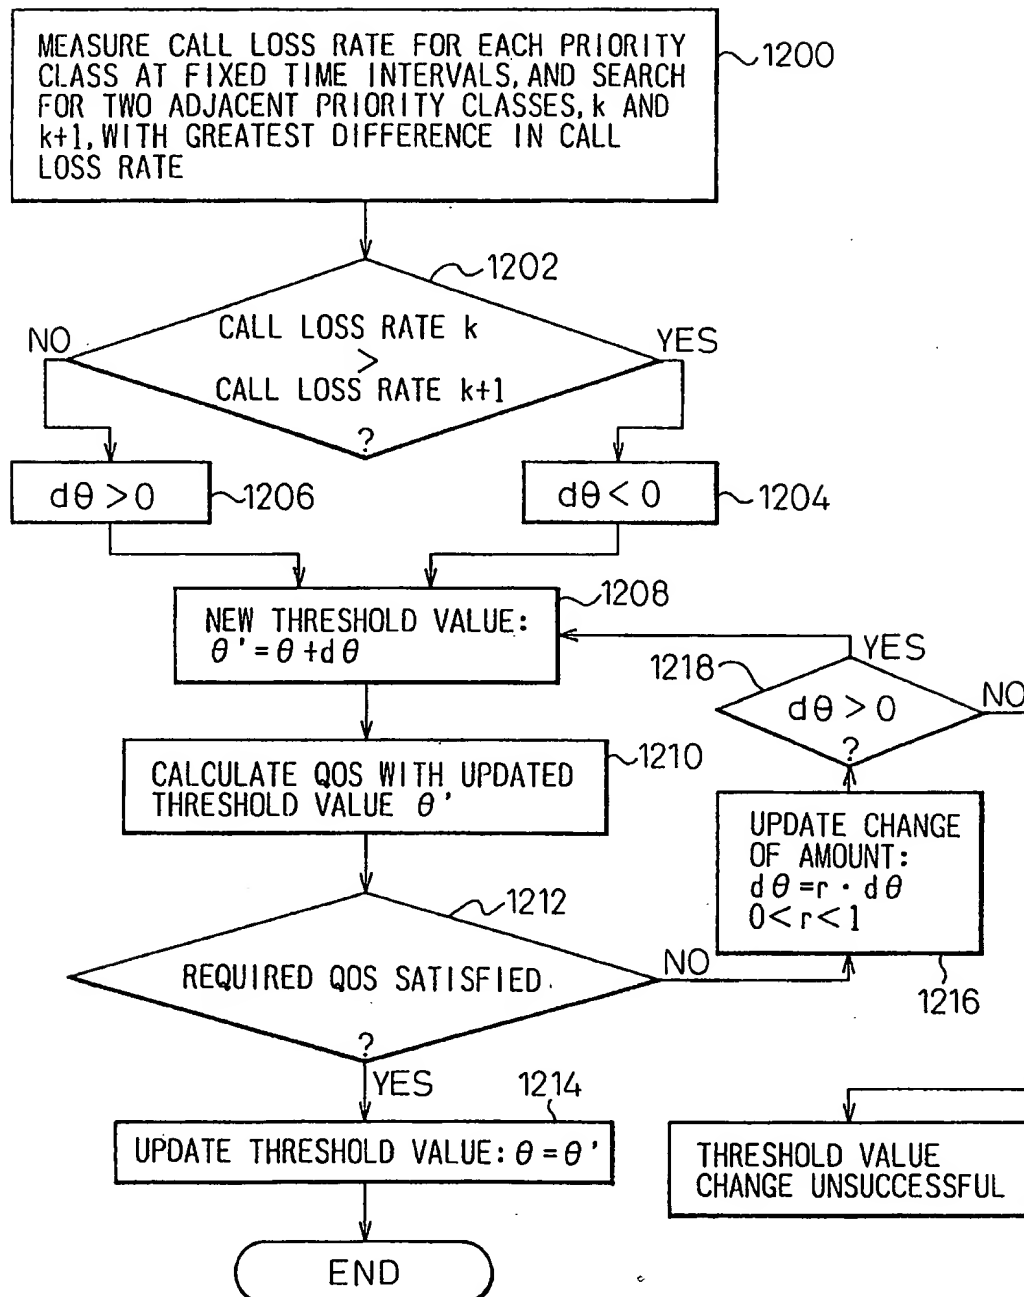 MEASURE CALL LOSS RATE FOR EACH PRIORITY
CLASS AT FIXED TIME INTERVALS, AND SEARCH
FOR TWO ADJACENT PRIORITY CLASSES, k AND
k+1, WITH GREATEST DIFFERENCE IN CALL
LOSS RATE
1200
1202
CALL LOSS RATE k
>
CALL LOSS RATE k+1
?
NO
YES
dθ > 0
1206
dθ < 0
1204
1208
NEW THRESHOLD VALUE:
θ' = θ + dθ
YES
1218
dθ > 0
?
NO
1210
CALCULATE QOS WITH UPDATED
THRESHOLD VALUE θ'
UPDATE CHANGE
OF AMOUNT:
dθ = r · dθ
0 < r < 1
1216
1212
REQUIRED QOS SATISFIED
?
NO
YES
1214
UPDATE THRESHOLD VALUE: θ = θ'
THRESHOLD VALUE
CHANGE UNSUCCESSFUL
END